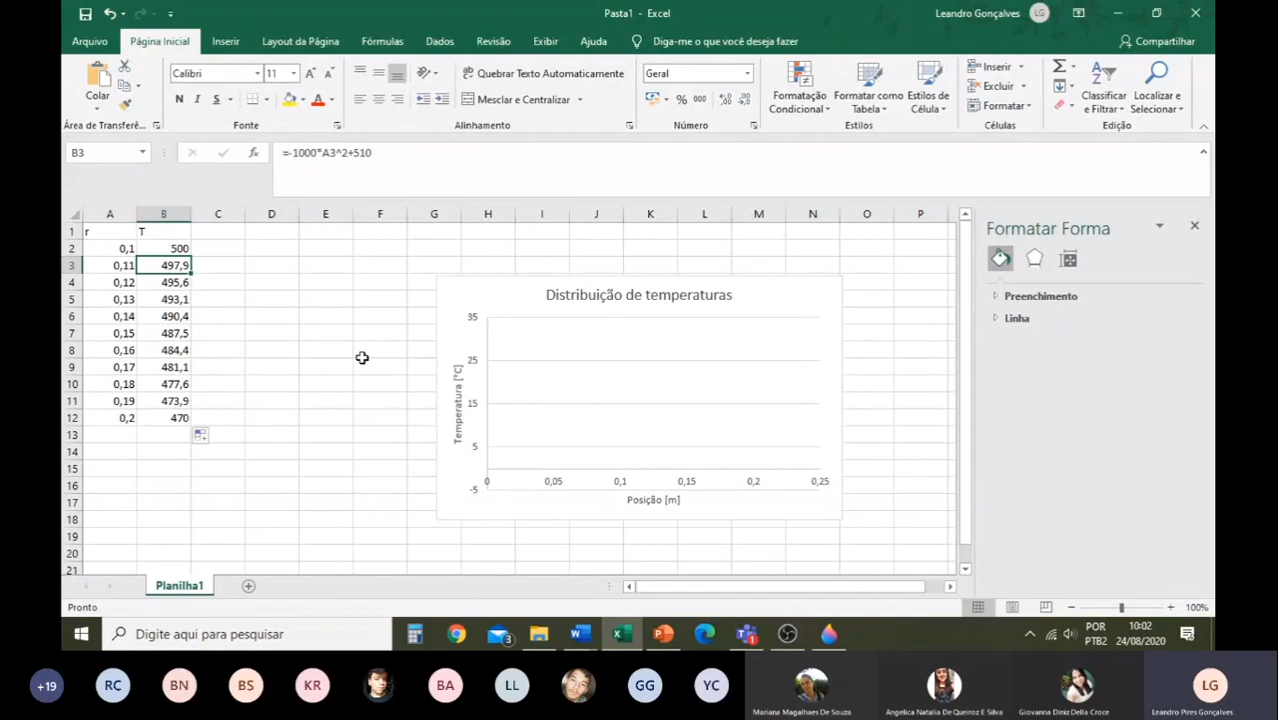 Pasta1 - Excel
Leandro Gonçalves
LG
Arquivo
Página Inicial
Inserir
Layout da Página
Fórmulas
Dados
Revisão
Exibir
Ajuda
Diga-me o que você deseja fazer
Compartilhar
Colar
Calibri
11
N I S
A
Quebrar Texto Automaticamente
Mesclar e Centralizar
Geral
% 000
Formatação Condicional
Formatar como Tabela
Estilos de Célula
Inserir
Excluir
Formatar
Classificar e Filtrar
Localizar e Selecionar
Área de Transferê...
Fonte
Alinhamento
Número
Estilos
Células
Edição
B3
fx
=-1000*A3^2+510
A B C D E F G H I J K L M N O P
1 r T
2 0,1 500
3 0,11 497,9
4 0,12 495,6
5 0,13 493,1
6 0,14 490,4
7 0,15 487,5
8 0,16 484,4
9 0,17 481,1
10 0,18 477,6
11 0,19 473,9
12 0,2 470
13
14
15
16
17
18
19
20
21
Distribuição de temperaturas
35
25
15
5
-5
Temperatura [°C]
0 0,05 0,1 0,15 0,2 0,25
Posição [m]
Formatar Forma
Preenchimento
Linha
Planilha1
Pronto
100%
Digite aqui para pesquisar
3
1
POR
PTB2
10:02
24/08/2020
+19
RC
BN
BS
KR
BA
LL
GG
YC
LG
Mariana Magalhaes De Souza
Angelica Natalia De Queiroz E Silva
Giovanna Diniz Della Croce
Leandro Pires Gonçalves